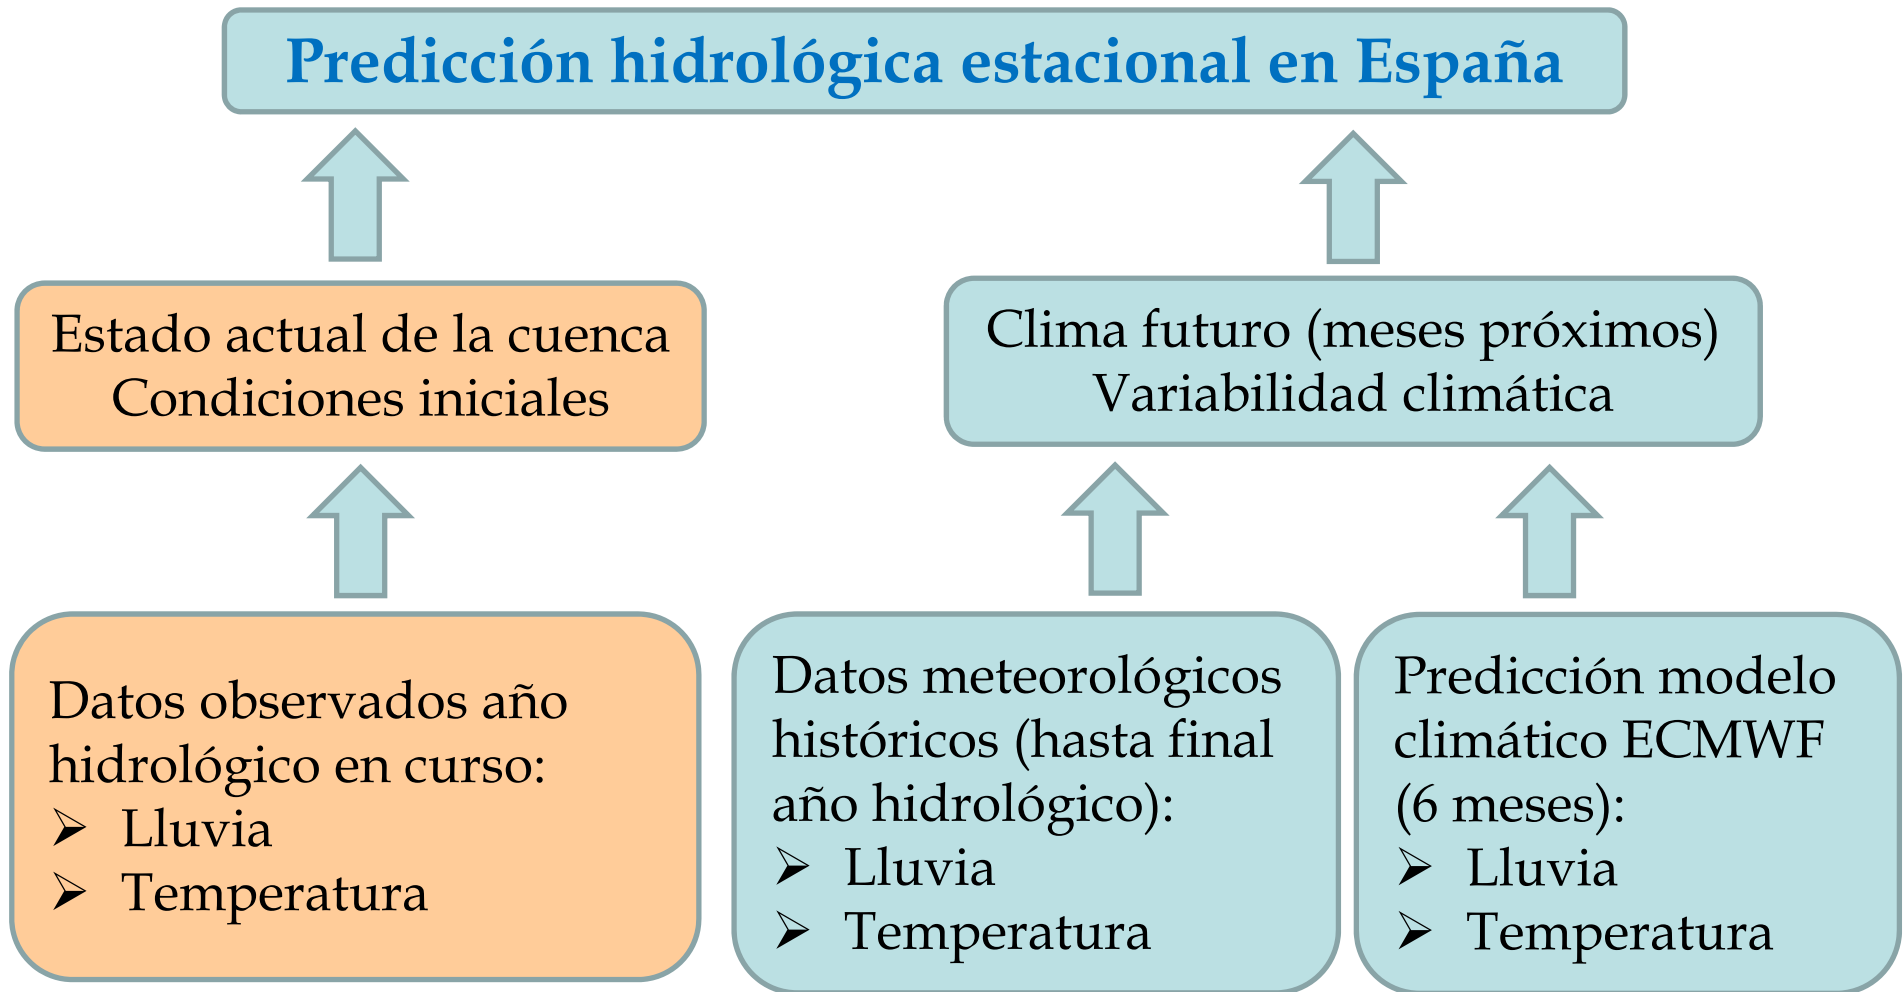 Predicción hidrológica estacional en España
Estado actual de la cuenca
Condiciones iniciales
Clima futuro (meses próximos)
Variabilidad climática
Datos observados año
hidrológico en curso:
➢ Lluvia
➢ Temperatura
Datos meteorológicos
históricos (hasta final
año hidrológico):
➢ Lluvia
➢ Temperatura
Predicción modelo
climático ECMWF
(6 meses):
➢ Lluvia
➢ Temperatura